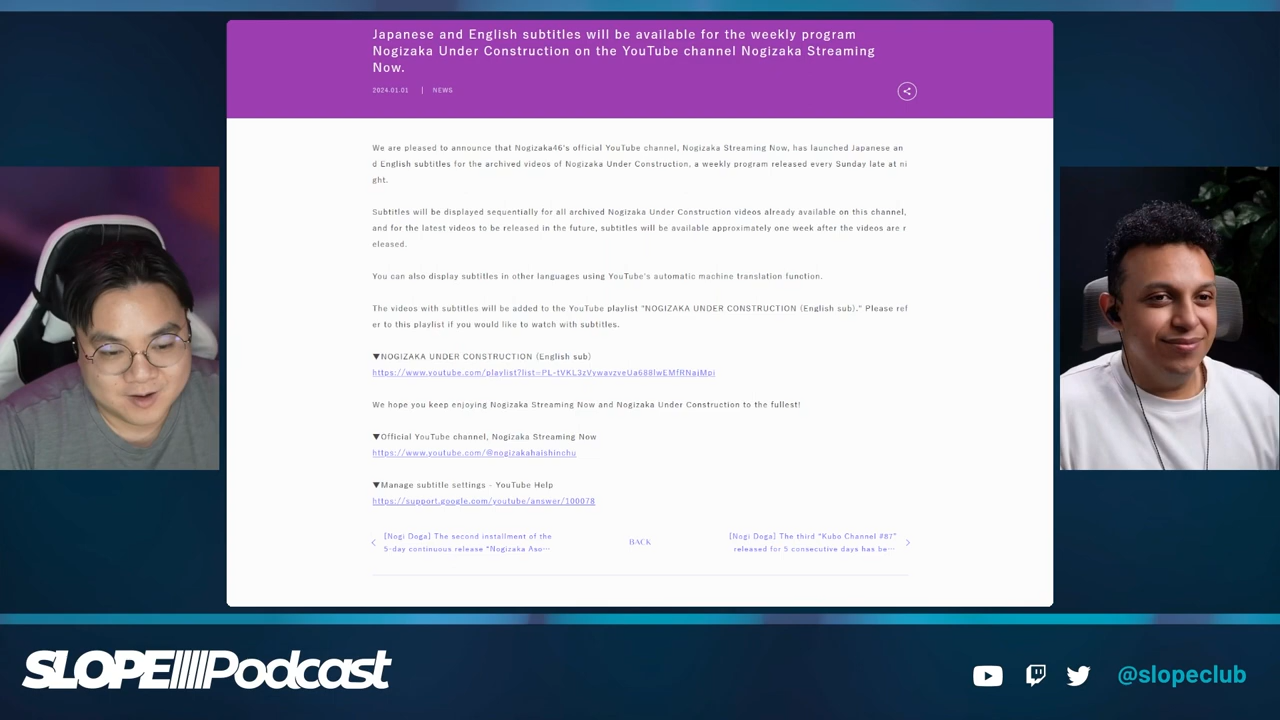 Japanese and English subtitles will be available for the weekly program
Nogizaka Under Construction on the YouTube channel Nogizaka Streaming
Now.
2024.01.01 | NEWS
We are pleased to announce that Nogizaka46's official YouTube channel, Nogizaka Streaming Now, has launched Japanese an
d English subtitles for the archived videos of Nogizaka Under Construction, a weekly program released every Sunday late at ni
ght.
Subtitles will be displayed sequentially for all archived Nogizaka Under Construction videos already available on this channel,
and for the latest videos to be released in the future, subtitles will be available approximately one week after the videos are r
eleased.
You can also display subtitles in other languages using YouTube's automatic machine translation function.
The videos with subtitles will be added to the YouTube playlist "NOGIZAKA UNDER CONSTRUCTION (English sub)." Please ref
er to this playlist if you would like to watch with subtitles.
▼NOGIZAKA UNDER CONSTRUCTION (English sub)
https://www.youtube.com/playlist?list=PL-tVKL3zVywavzveUa688lwEMfRNajMpi
We hope you keep enjoying Nogizaka Streaming Now and Nogizaka Under Construction to the fullest!
▼Official YouTube channel, Nogizaka Streaming Now
https://www.youtube.com/@nogizakahaishinchu
▼Manage subtitle settings - YouTube Help
https://support.google.com/youtube/answer/100078
[Nogi Doga] The second installment of the
5-day continuous release "Nogizaka Aso…
BACK
[Nogi Doga] The third "Kubo Channel #87"
released for 5 consecutive days has be…
SLOPE Podcast
@slopeclub